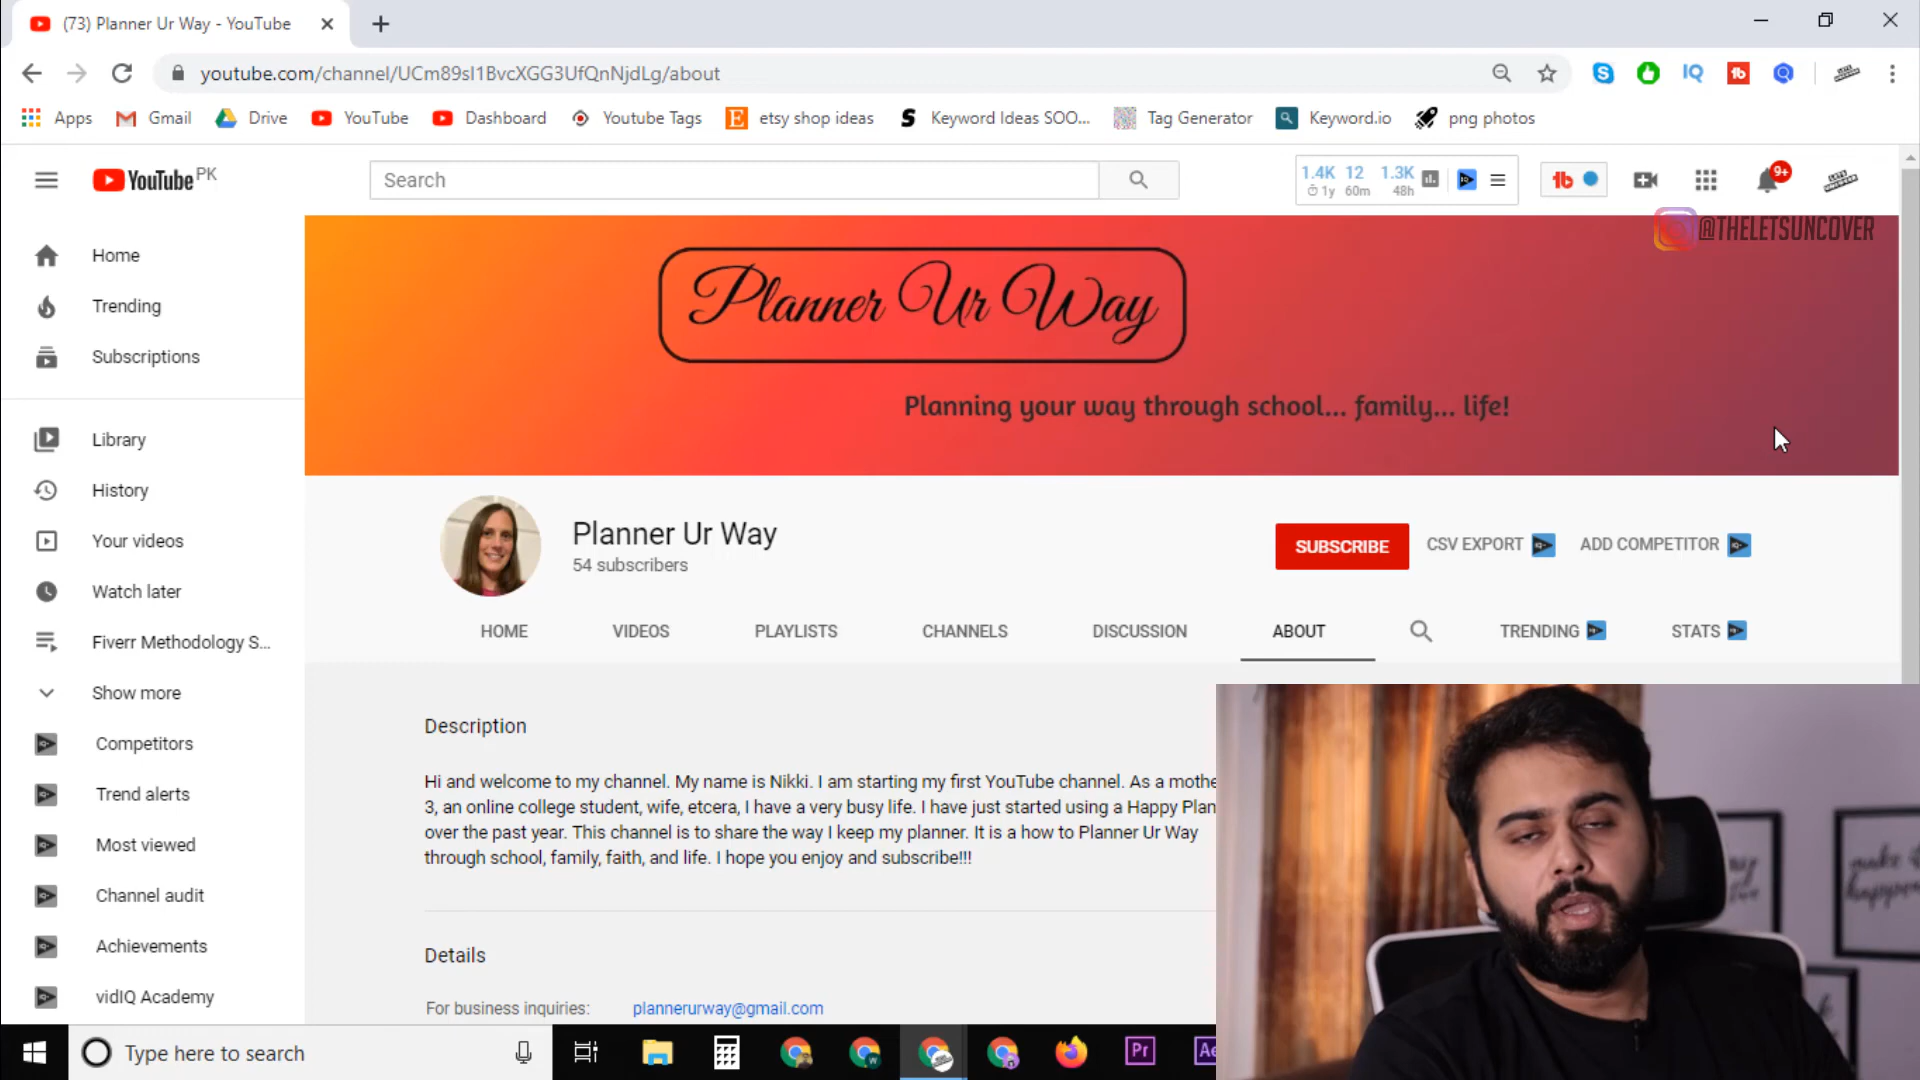 (73) Planner Ur Way - YouTube
youtube.com/channel/UCm89sI1BvcXGG3UfQnNjdLg/about
Apps Gmail Drive YouTube Dashboard Youtube Tags etsy shop ideas Keyword Ideas SOO... Tag Generator Keyword.io png photos
YouTube PK
Search
1.4K 12 1.3K
1y 60m 48h
9+
@THELETSUNCOVER
Home
Trending
Subscriptions
Library
History
Your videos
Watch later
Fiverr Methodology S...
Show more
Competitors
Trend alerts
Most viewed
Channel audit
Achievements
vidIQ Academy
Planner Ur Way
Planning your way through school... family... life!
Planner Ur Way
54 subscribers
SUBSCRIBE CSV EXPORT ADD COMPETITOR
HOME VIDEOS PLAYLISTS CHANNELS DISCUSSION ABOUT TRENDING STATS
Description
Hi and welcome to my channel. My name is Nikki. I am starting my first YouTube channel. As a mothe
3, an online college student, wife, etcera, I have a very busy life. I have just started using a Happy Plan
over the past year. This channel is to share the way I keep my planner. It is a how to Planner Ur Way
through school, family, faith, and life. I hope you enjoy and subscribe!!!
Details
For business inquiries: plannerurway@gmail.com
make
Type here to search
Pr
Ae